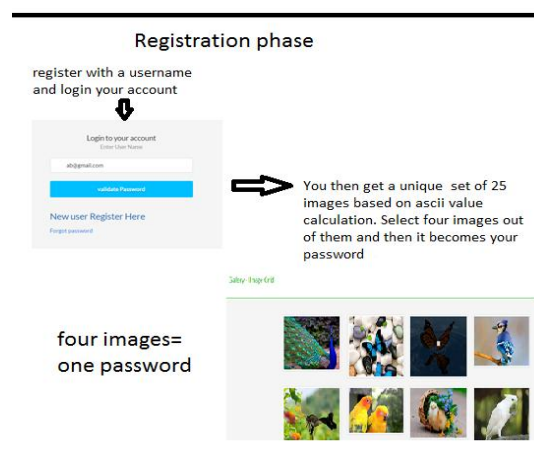 Registration phase
register with a username
and login your account
Login to your account
Enter User Name
ab@gmail.com
validate Password
New user Register Here
Forgot password
You then get a unique set of 25
images based on ascii value
calculation. Select four images out
of them and then it becomes your
password
four images=
one password